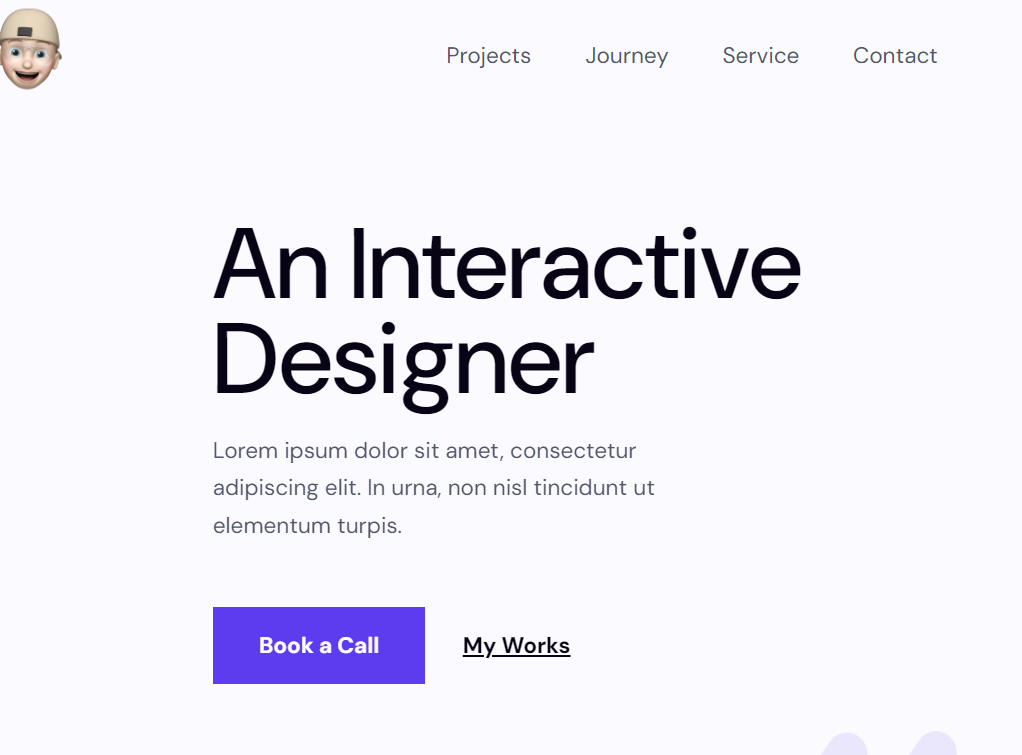 Projects Journey Service Contact
An Interactive
Designer
Lorem ipsum dolor sit amet, consectetur
adipiscing elit. In urna, non nisl tincidunt ut
elementum turpis.
Book a Call My Works